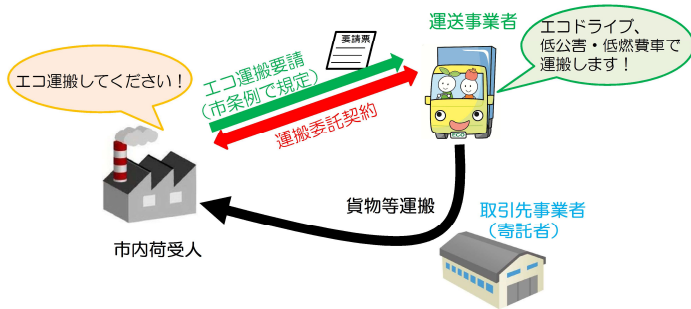 要請票
運送事業者
エコドライブ、
低公害・低燃費車で
運搬します！
エコ運搬してください！
エコ運搬要請
（市条例で規定）
運搬委託契約
ECO
貨物等運搬
取引先事業者
（寄託者）
市内荷受人